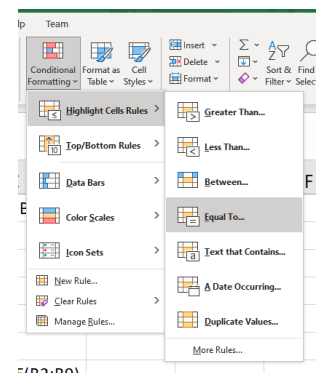 lp Team
Conditional Formatting
Format as Table
Cell Styles
Insert
Delete
Format
Sort & Filter
Find
Selec
Highlight Cells Rules
Top/Bottom Rules
Data Bars
Color Scales
Icon Sets
New Rule...
Clear Rules
Manage Rules...
Greater Than...
Less Than...
Between...
Equal To...
Text that Contains...
A Date Occurring...
Duplicate Values...
More Rules...
F
B
F(B2:B9)